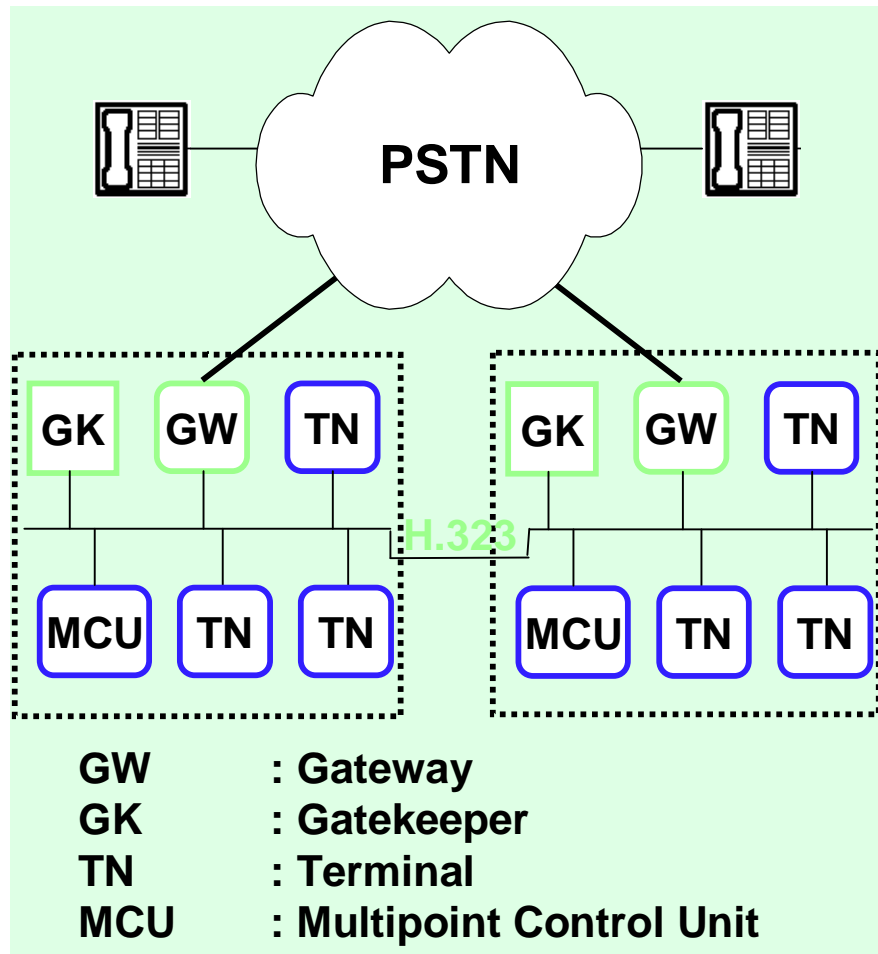 PSTN
GK GW TN GK GW TN
H.323
MCU TN TN MCU TN TN
GW : Gateway
GK : Gatekeeper
TN : Terminal
MCU : Multipoint Control Unit